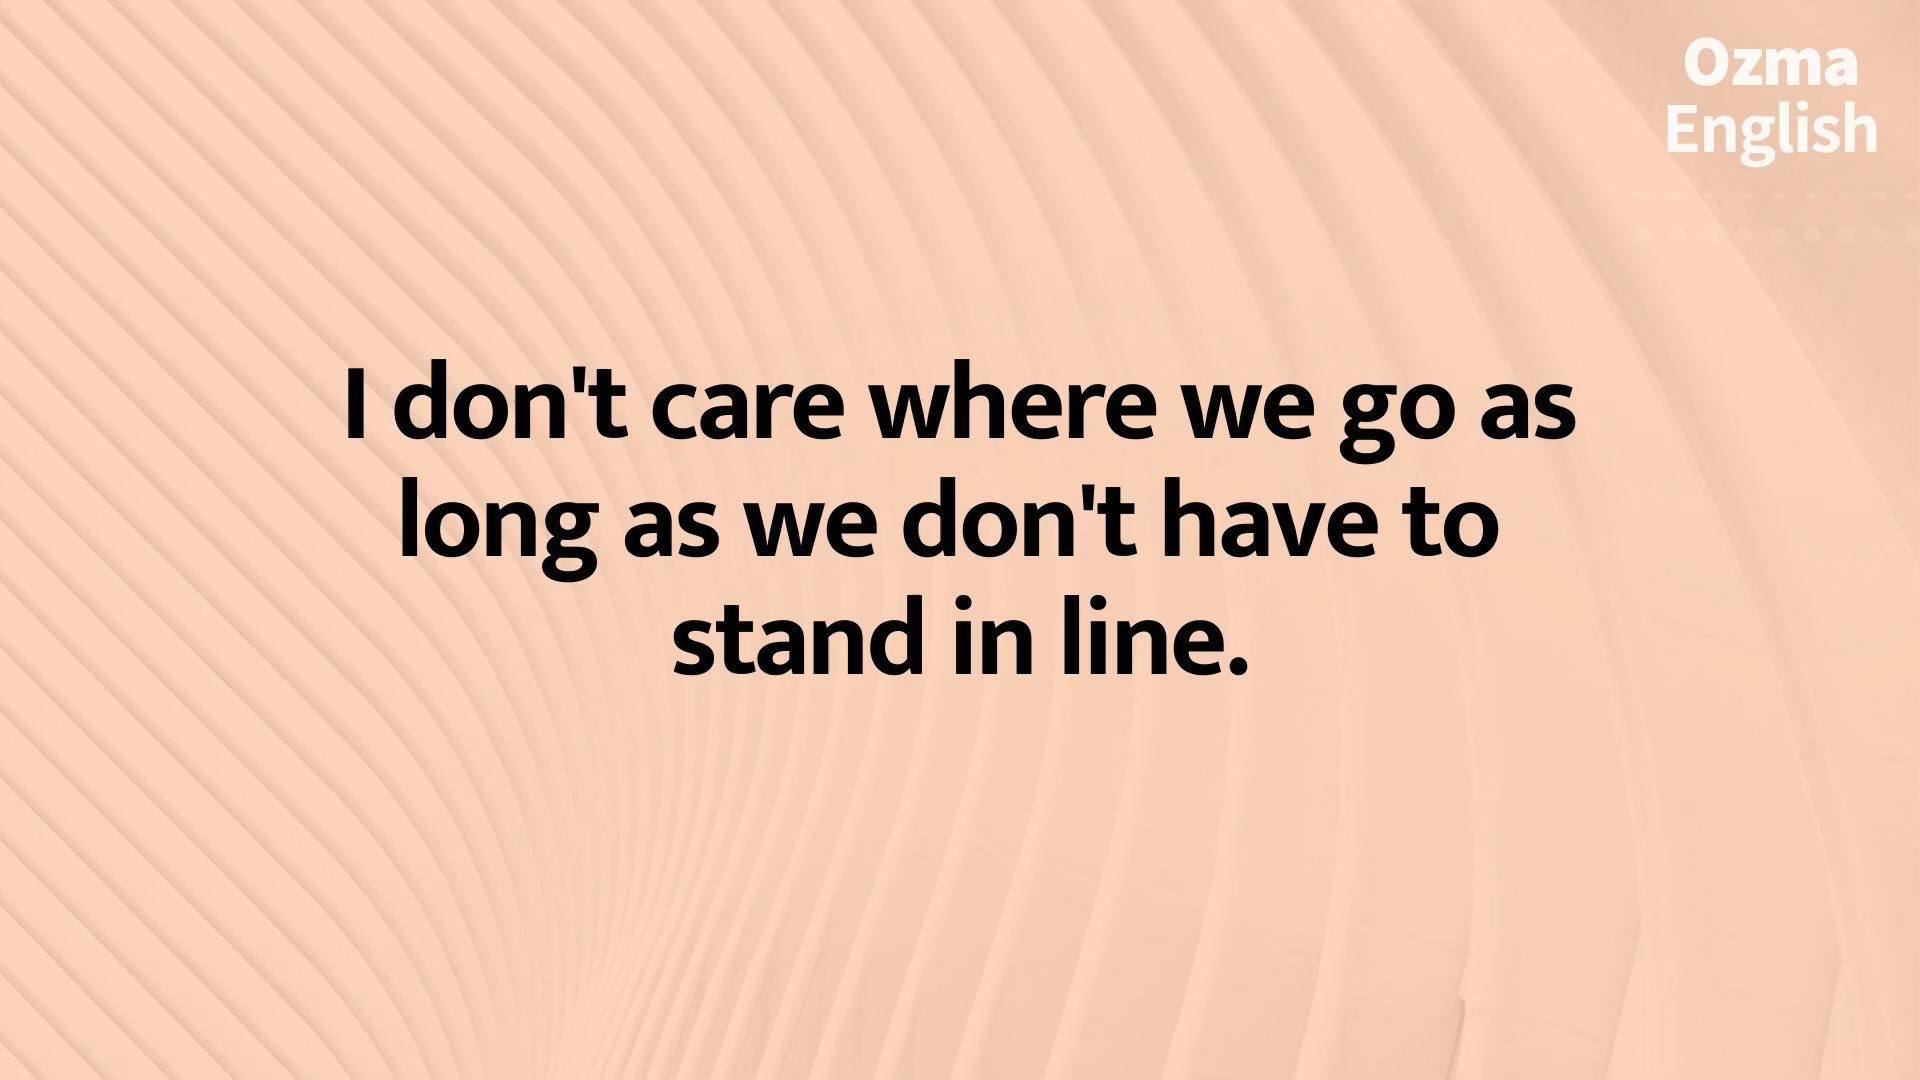 Ozma
English
I don't care where we go as
long as we don't have to
stand in line.